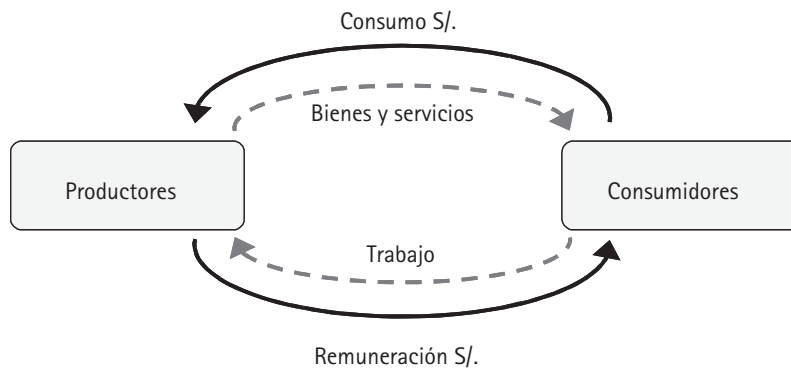 Consumo S/.
Bienes y servicios
Productores
Consumidores
Trabajo
Remuneración S/.